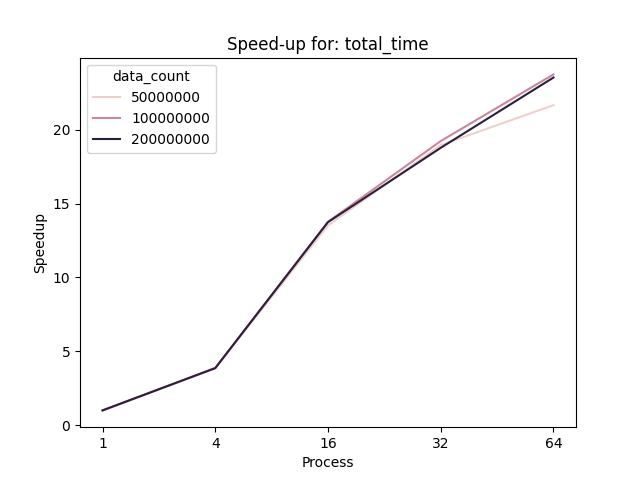 Speed-up for: total_time
data_count
50000000
100000000
200000000
20
15
10
5
0
Speedup
1 4 16 32 64
Process